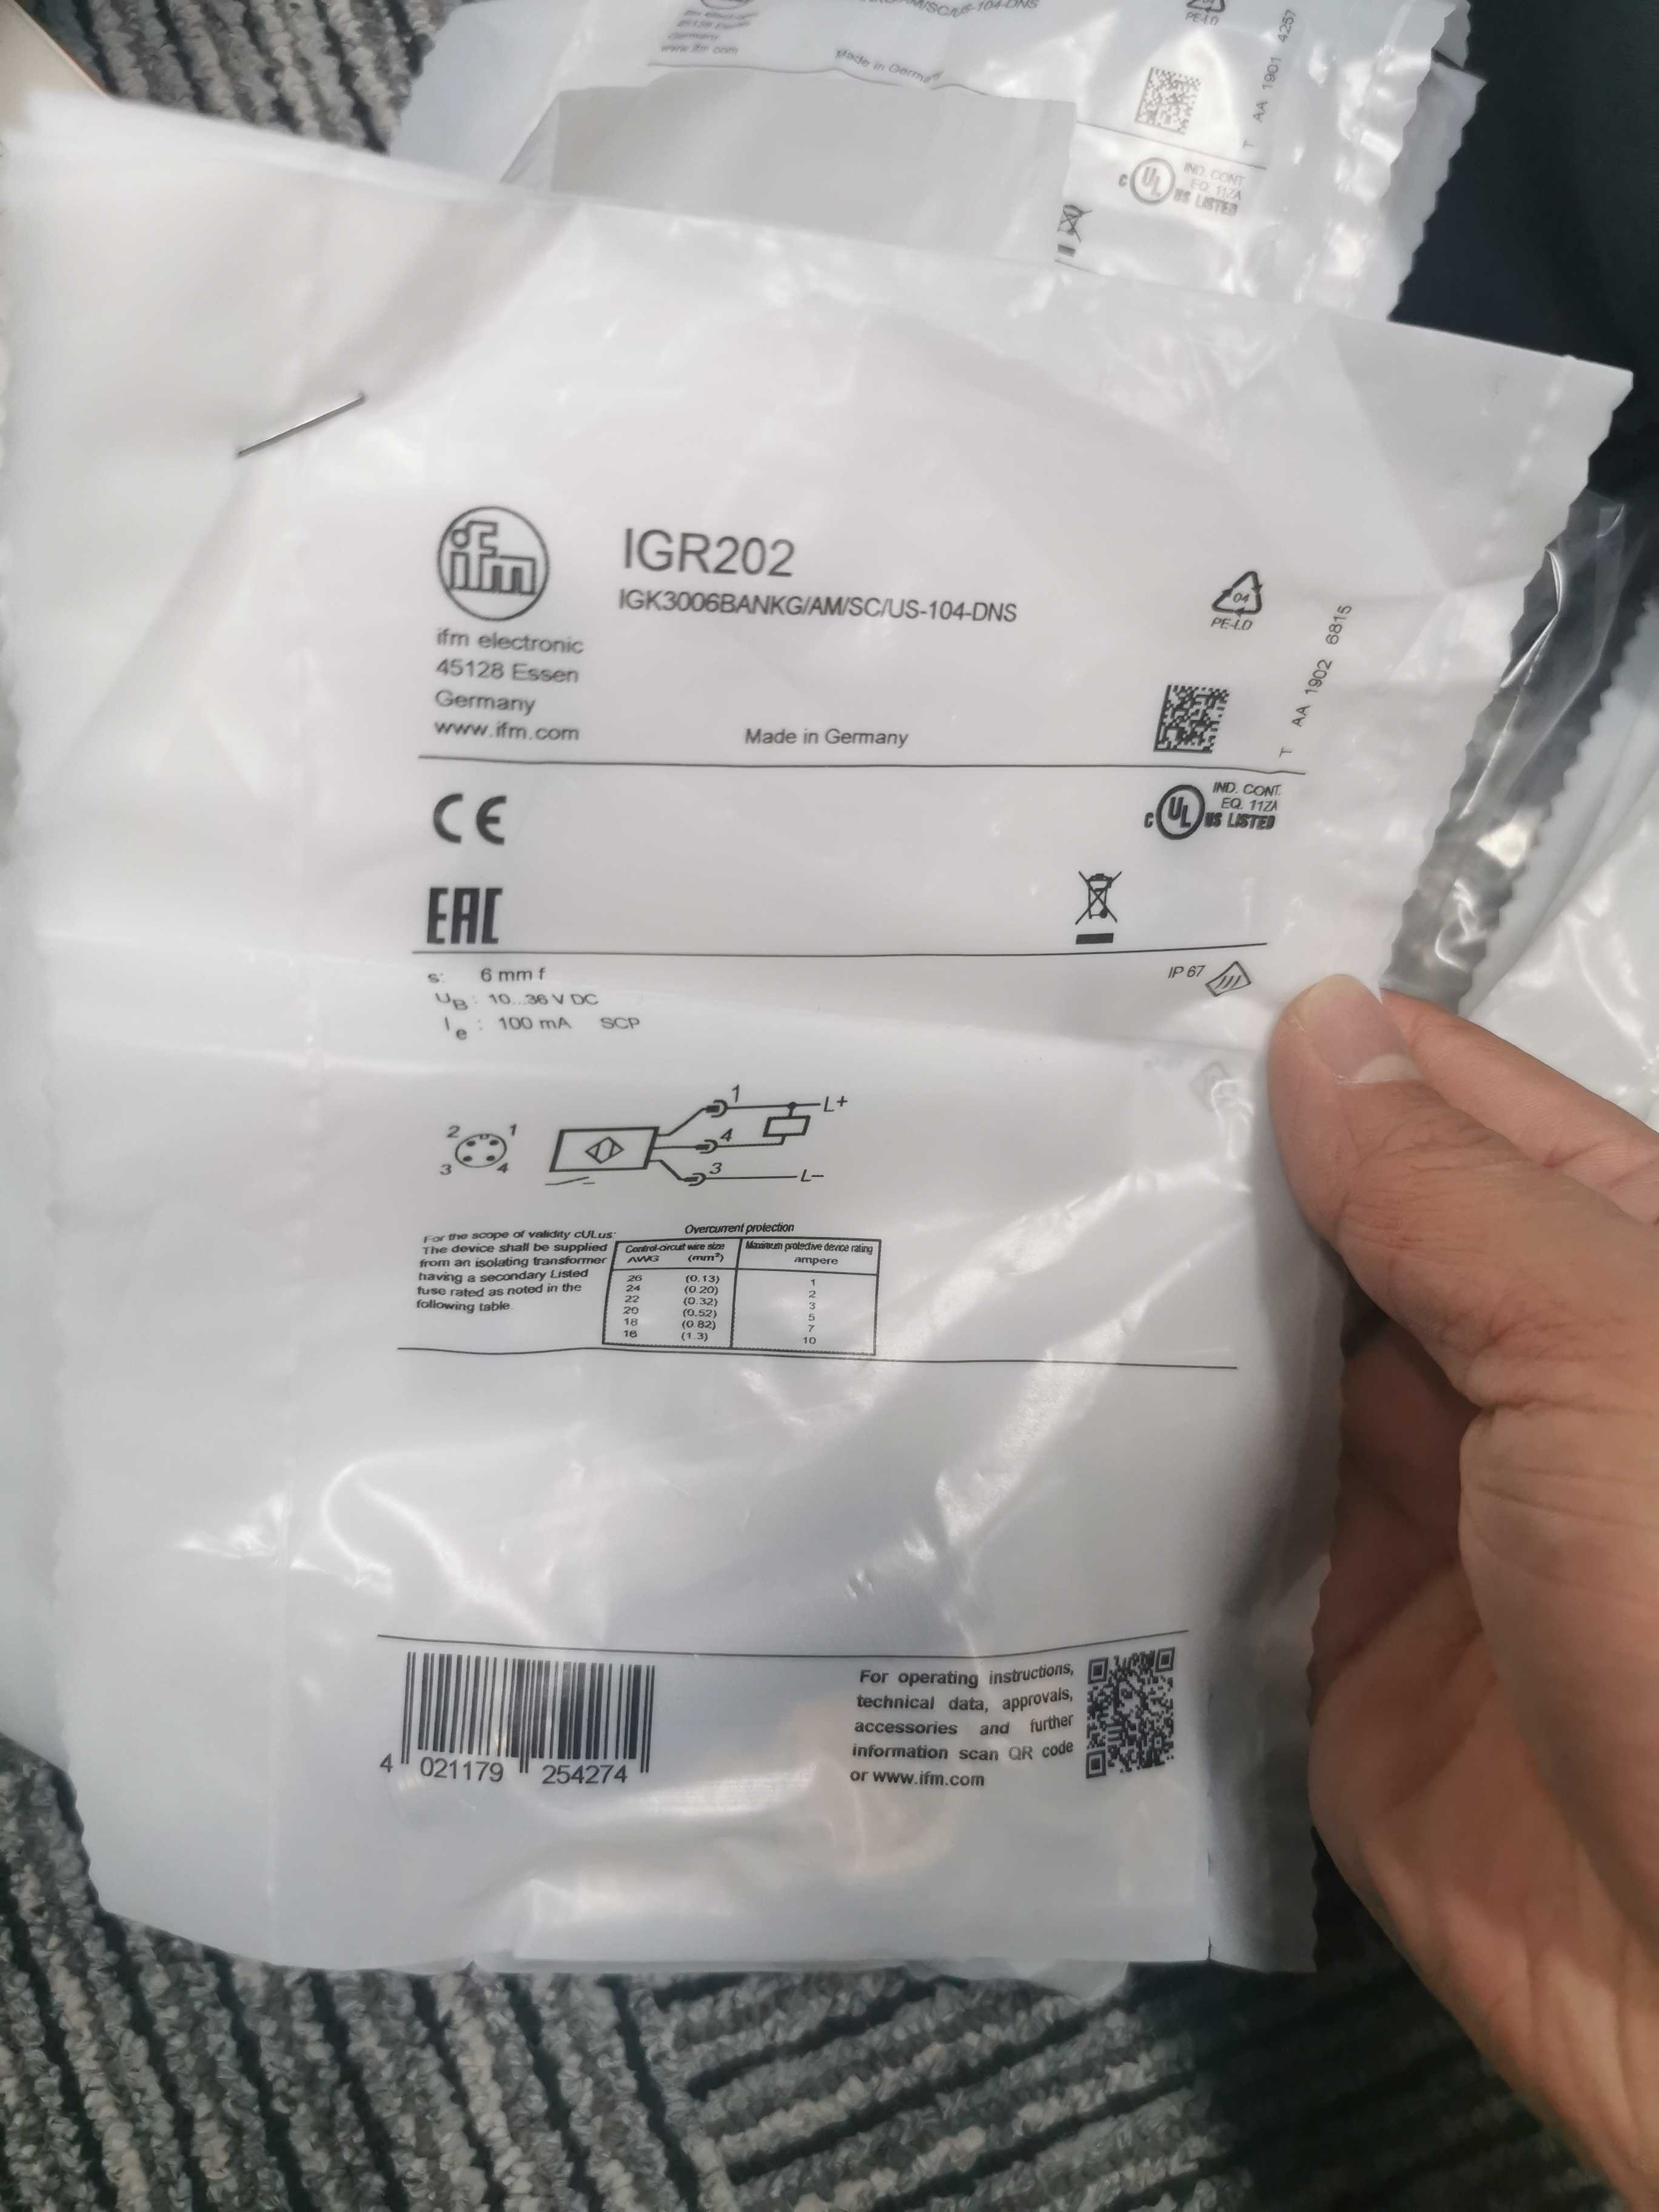 SC/US-104-DNS
Germany
www.ifm.com
Made in Germa
PE-LD
T AA 1901 4257
c UL US LISTED
IND. CONT
EQ. 11ZA
ifm
IGR202
IGK3006BANKG/AM/SC/US-104-DNS
ifm electronic
45128 Essen
Germany
www.ifm.com
Made in Germany
04
PE-LD
T AA 1902 6815
CE
c UL US LISTED
IND. CONT.
EQ. 11ZA
EAC
s: 6 mm f
UB: 10...36 V DC
Ie: 100 mA SCP
IP 67
2 1
3 4
1 L+
4
3 L–
For the scope of validity cULus:
The device shall be supplied
from an isolating transformer
having a secondary Listed
fuse rated as noted in the
following table.
Overcurrent protection
Control-circuit wire size Maximum protective device rating
AWG (mm²) ampere
26 (0.13) 1
24 (0.20) 2
22 (0.32) 3
20 (0.52) 5
18 (0.82) 7
16 (1.3) 10
4 021179 254274
For operating instructions,
technical data, approvals,
accessories and further
information scan QR code
or www.ifm.com